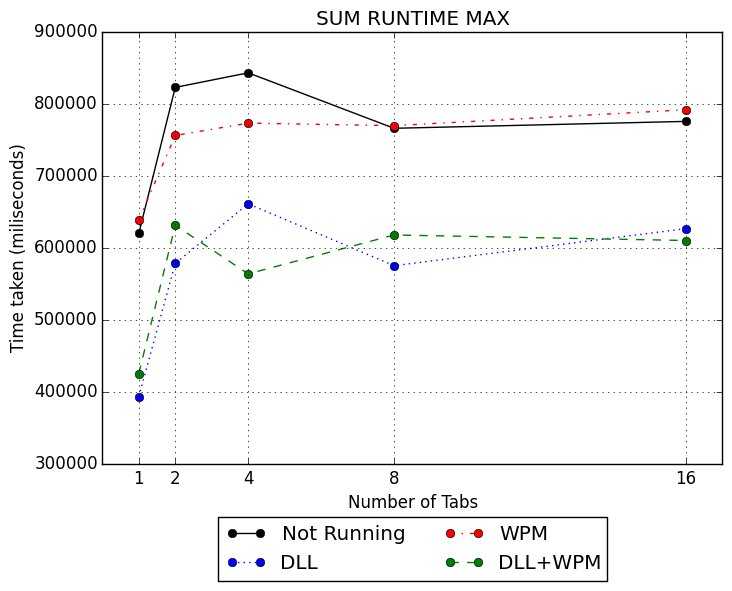 SUM RUNTIME MAX
Time taken (miliseconds)
900000
800000
700000
600000
500000
400000
300000
1 2 4 8 16
Number of Tabs
Not Running WPM
DLL DLL+WPM